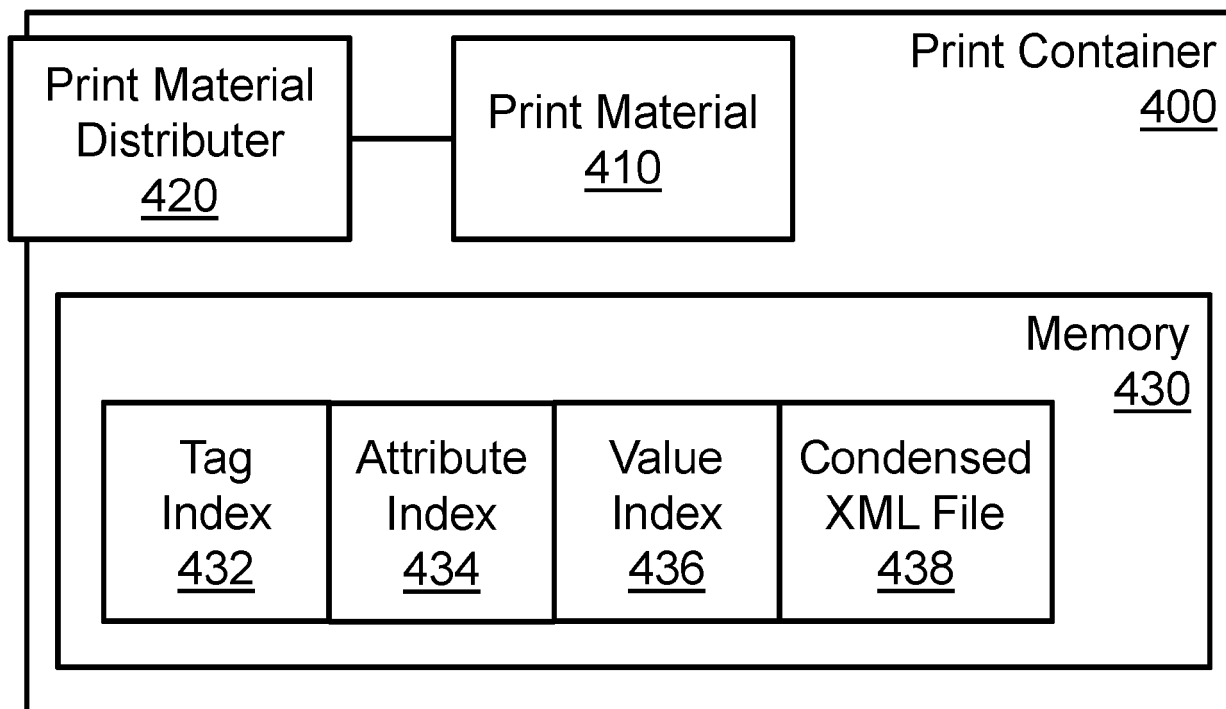 Print Container
400
Print Material
Distributer
420
Print Material
410
Memory
430
Tag
Index
432
Attribute
Index
434
Value
Index
436
Condensed
XML File
438